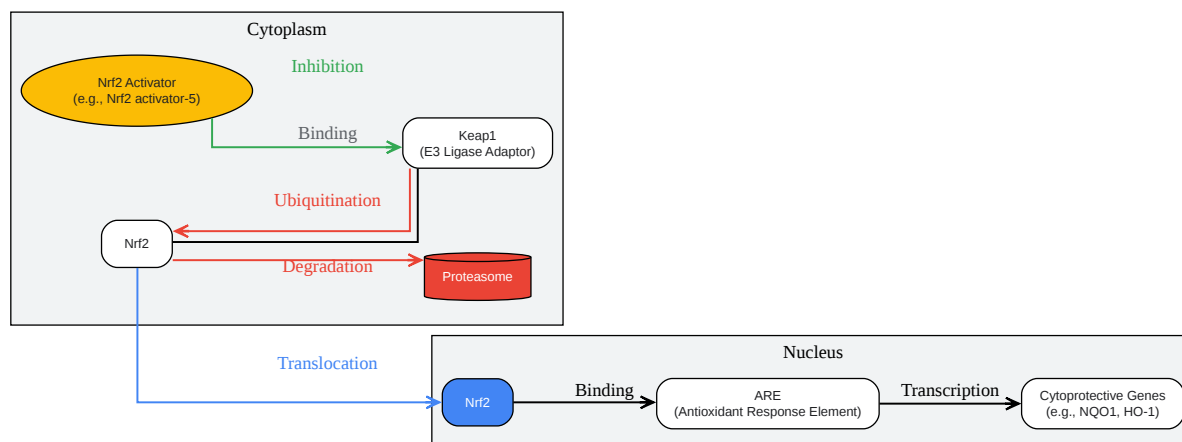 Cytoplasm
Inhibition
Nrf2 Activator
(e.g., Nrf2 activator-5)
Binding
Keap1
(E3 Ligase Adaptor)
Ubiquitination
Nrf2
Degradation
Proteasome
Translocation
Nucleus
Nrf2
Binding
ARE
(Antioxidant Response Element)
Transcription
Cytoprotective Genes
(e.g., NQO1, HO-1)